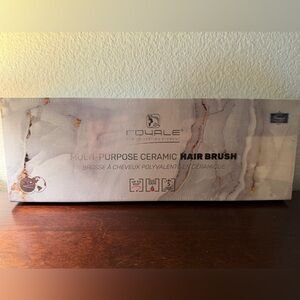 ROYALE
MULTI-PURPOSE CERAMIC HAIR BRUSH
BROSSE À CHEVEUX POLYVALENTE EN CÉRAMIQUE